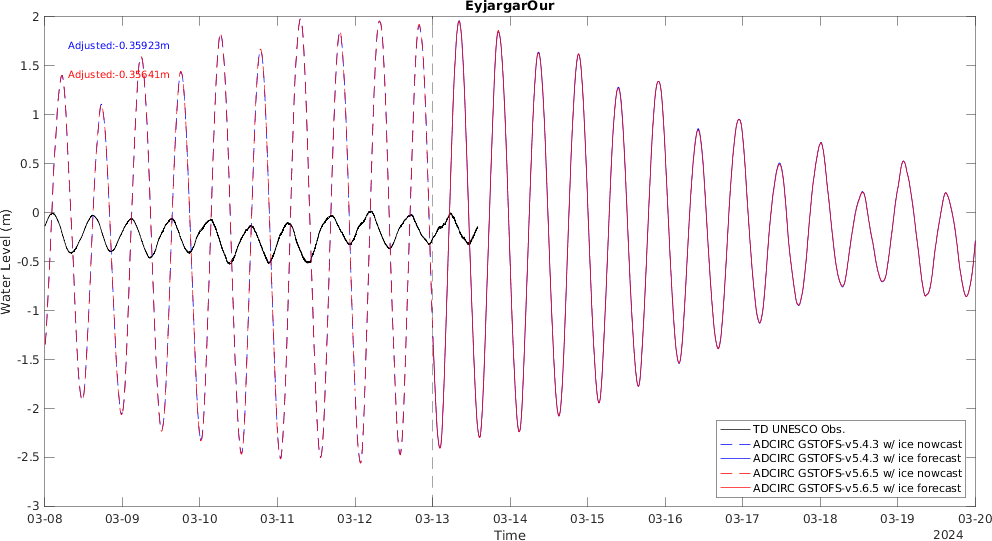 EyjargarOur
Adjusted:-0.35923m
Adjusted:-0.35641m
2
1.5
1
0.5
0
-0.5
-1
-1.5
-2
-2.5
-3
Water Level (m)
TD UNESCO Obs.
ADCIRC GSTOFS-v5.4.3 w/ ice nowcast
ADCIRC GSTOFS-v5.4.3 w/ ice forecast
ADCIRC GSTOFS-v5.6.5 w/ ice nowcast
ADCIRC GSTOFS-v5.6.5 w/ ice forecast
03-08 03-09 03-10 03-11 03-12 03-13 03-14 03-15 03-16 03-17 03-18 03-19 03-20
Time
2024